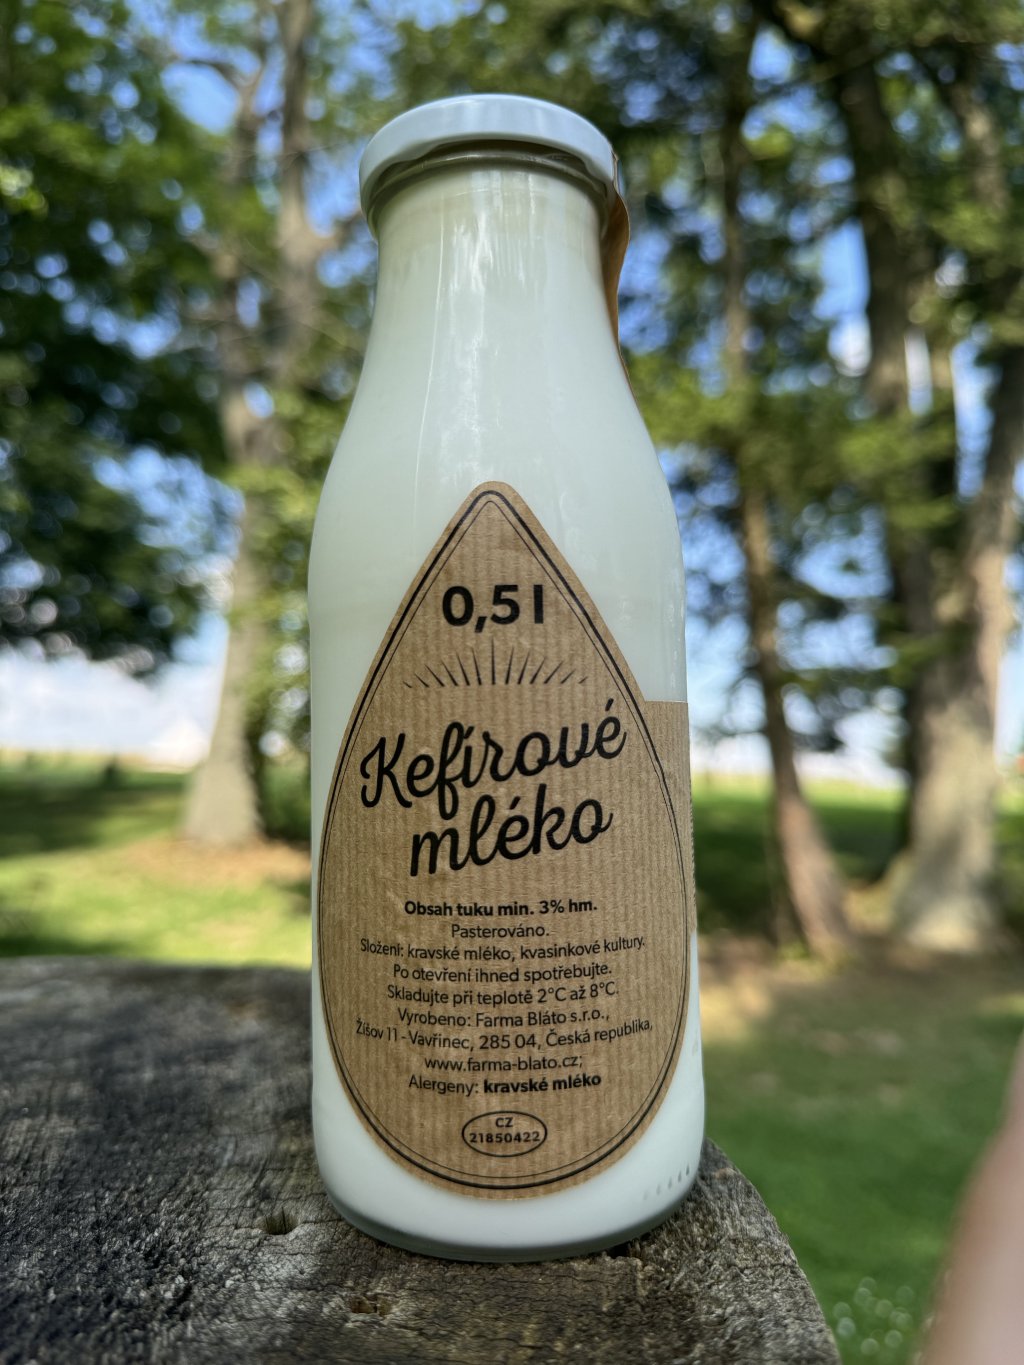 0,5 l
Kefírové
mléko
Obsah tuku min. 3% hm.
Pasterováno.
Složení: kravské mléko, kvasinkové kultury.
Po otevření ihned spotřebujte.
Skladujte při teplotě 2°C až 8°C.
Vyrobeno: Farma Bláto s.r.o.,
Žíšov 11 - Vavřinec, 285 04, Česká republika,
www.farma-blato.cz;
Alergeny: kravské mléko
CZ
21850422